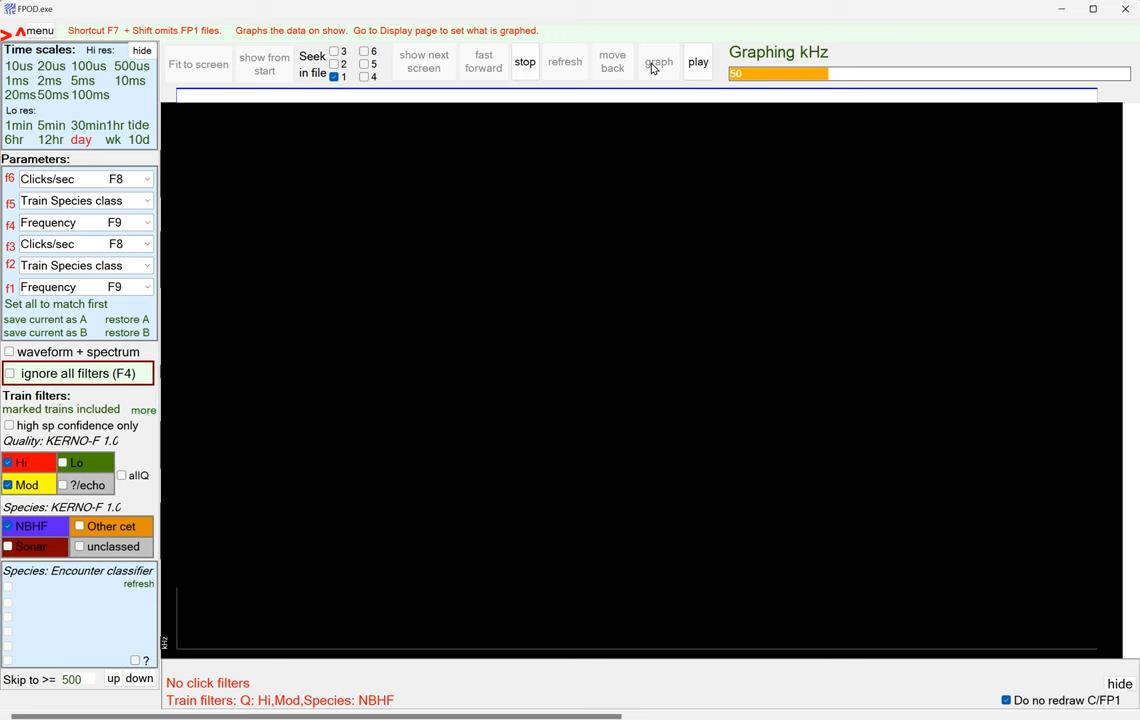 FPOD.exe
menu
Shortcut F7 + Shift omits FP1 files. Graphs the data on show. Go to Display page to set what is graphed.
Time scales: Hi res: hide
10us 20us 100us 500us
1ms 2ms 5ms 10ms
20ms 50ms 100ms
Lo res:
1min 5min 30min 1hr tide
6hr 12hr day wk 10d
Fit to screen
show from start
Seek in file
3 6
2 5
1 4
show next screen
fast forward
stop
refresh
move back
graph
play
Graphing kHz
50
Parameters:
f6 Clicks/sec F8
f5 Train Species class
f4 Frequency F9
f3 Clicks/sec F8
f2 Train Species class
f1 Frequency F9
Set all to match first
save current as A restore A
save current as B restore B
waveform + spectrum
ignore all filters (F4)
Train filters:
marked trains included more
high sp confidence only
Quality: KERNO-F 1.0
Hi Lo
allQ
Mod ?/echo
Species: KERNO-F 1.0
NBHF Other cet
Sonar unclassed
Species: Encounter classifier
refresh
?
Skip to >= 500 up down
kHz
No click filters
Train filters: Q: Hi,Mod,Species: NBHF
hide
Do no redraw C/FP1